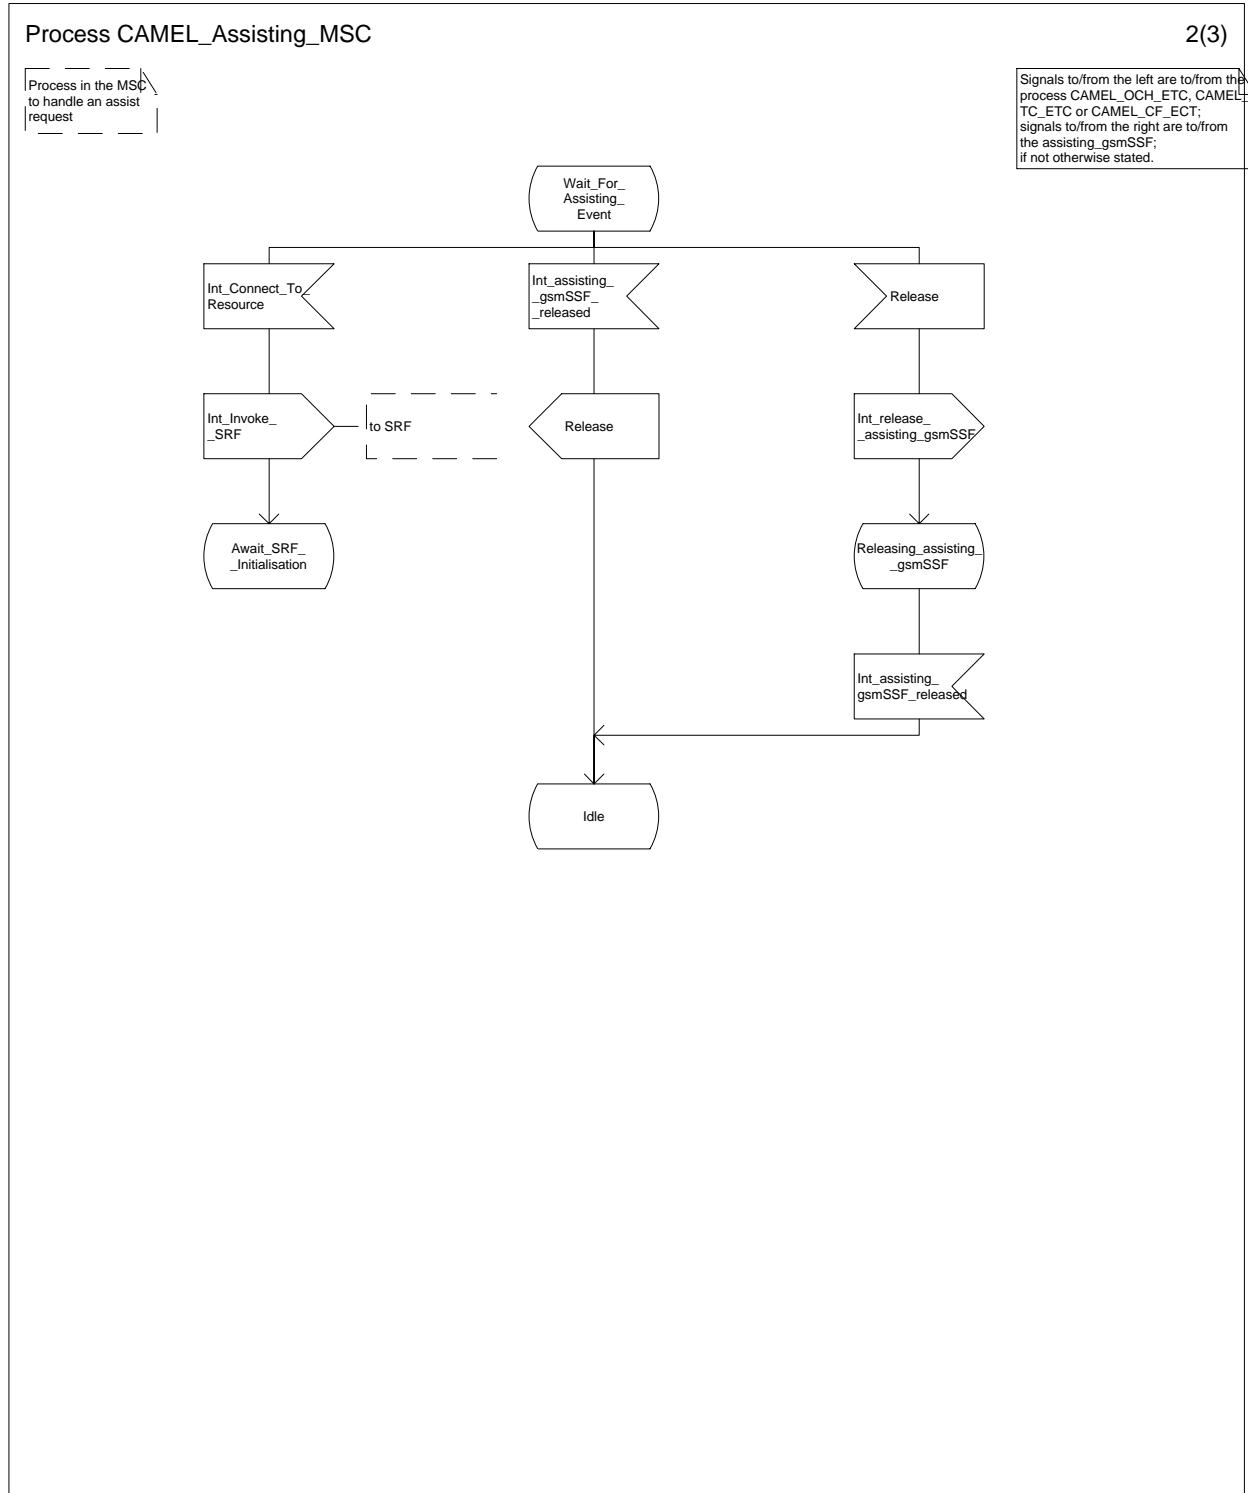 Process CAMEL_Assisting_MSC
2(3)
Process in the MSC
to handle an assist
request
Signals to/from the left are to/from the
process CAMEL_OCH_ETC, CAMEL_
TC_ETC or CAMEL_CF_ECT;
signals to/from the right are to/from
the assisting_gsmSSF;
if not otherwise stated.
Wait_For_
Assisting_
Event
Int_Connect_To_
Resource
Int_assisting_
_gsmSSF_
_released
Release
Int_Invoke_
_SRF
to SRF
Release
Int_release_
_assisting_gsmSSF
Await_SRF_
_Initialisation
Releasing_assisting_
_gsmSSF
Int_assisting_
gsmSSF_released
Idle